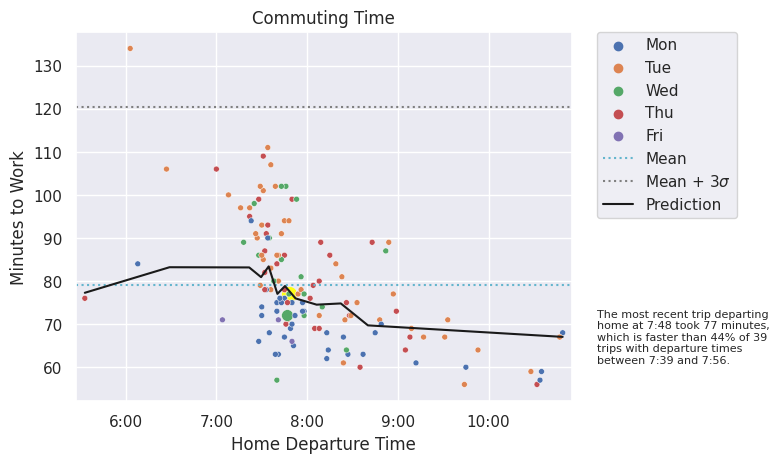 Commuting Time
Minutes to Work
130
120
110
100
90
80
70
60
6:00 7:00 8:00 9:00 10:00
Home Departure Time
Mon
Tue
Wed
Thu
Fri
Mean
Mean + 3σ
Prediction
The most recent trip departing
home at 7:48 took 77 minutes,
which is faster than 44% of 39
trips with departure times
between 7:39 and 7:56.